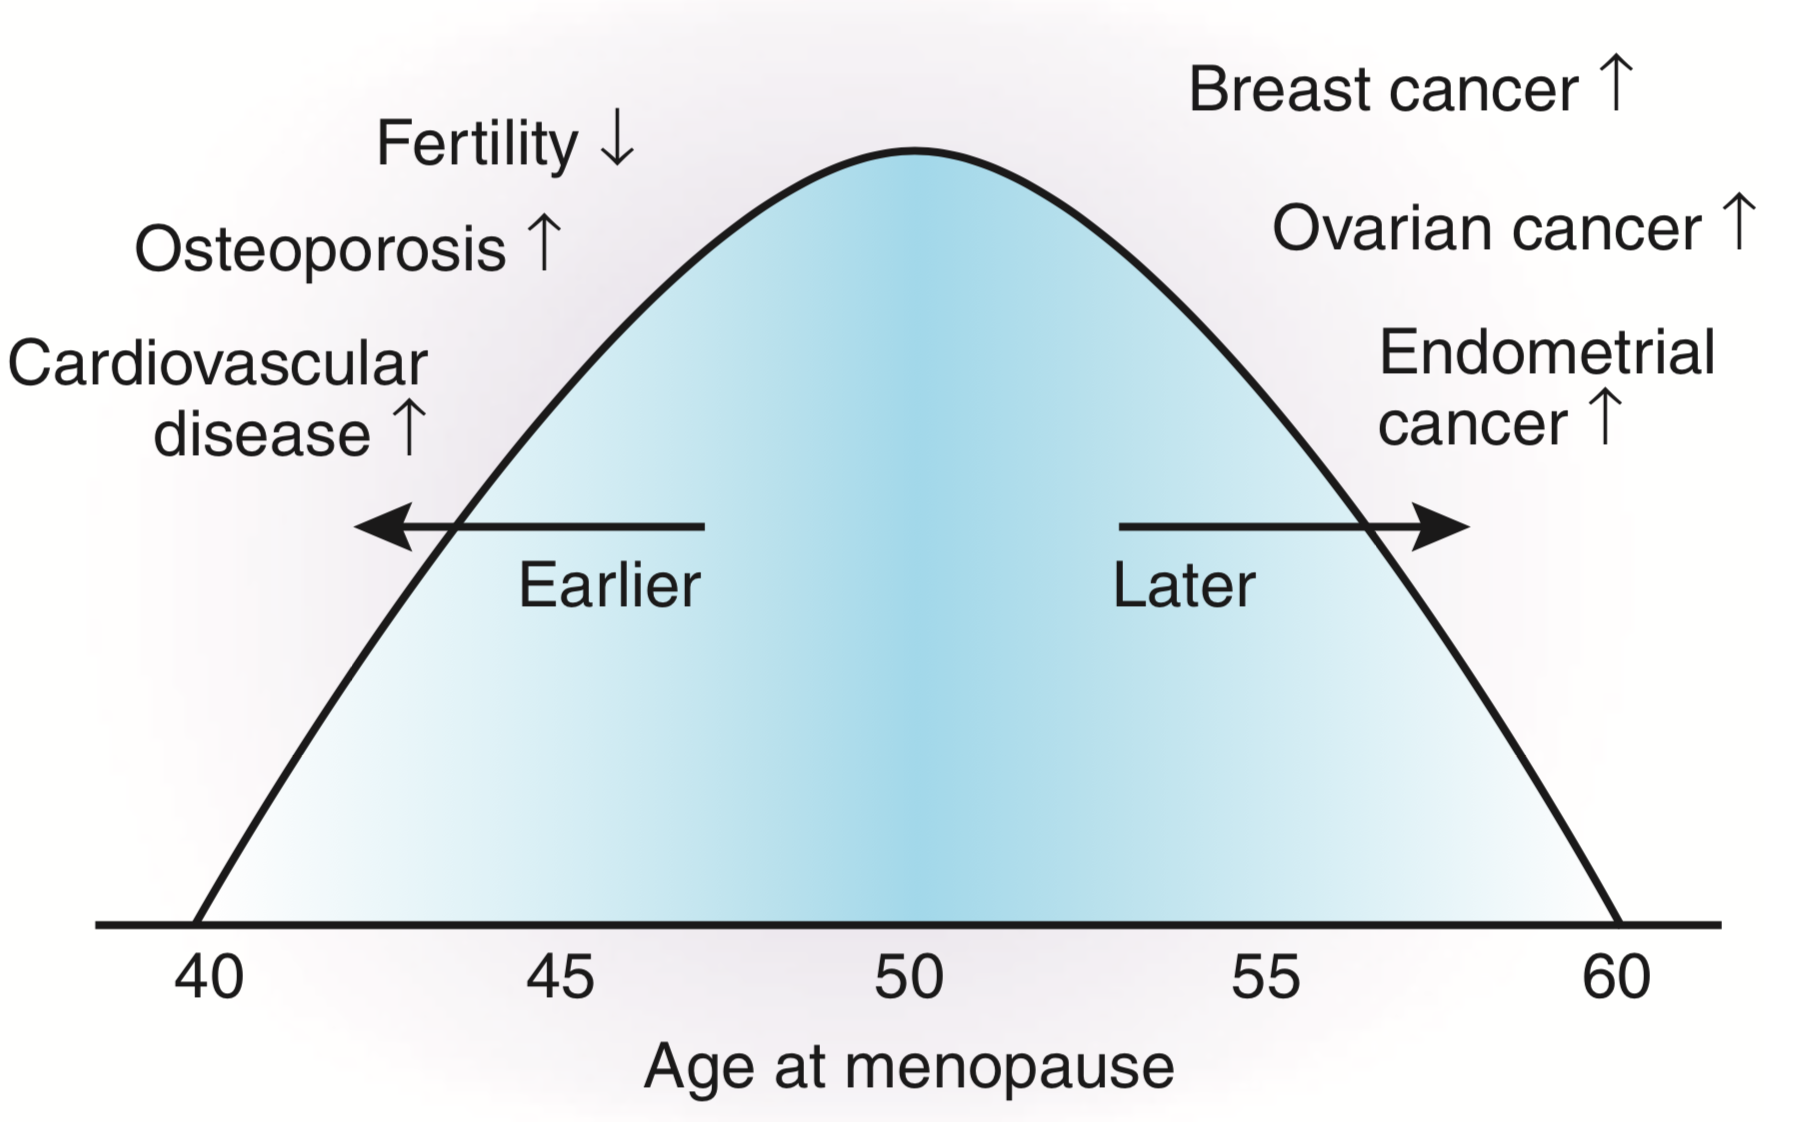 Breast cancer ↑
Fertility ↓
Ovarian cancer ↑
Osteoporosis ↑
Cardiovascular
disease ↑
Endometrial
cancer ↑
Earlier
Later
40 45 50 55 60
Age at menopause